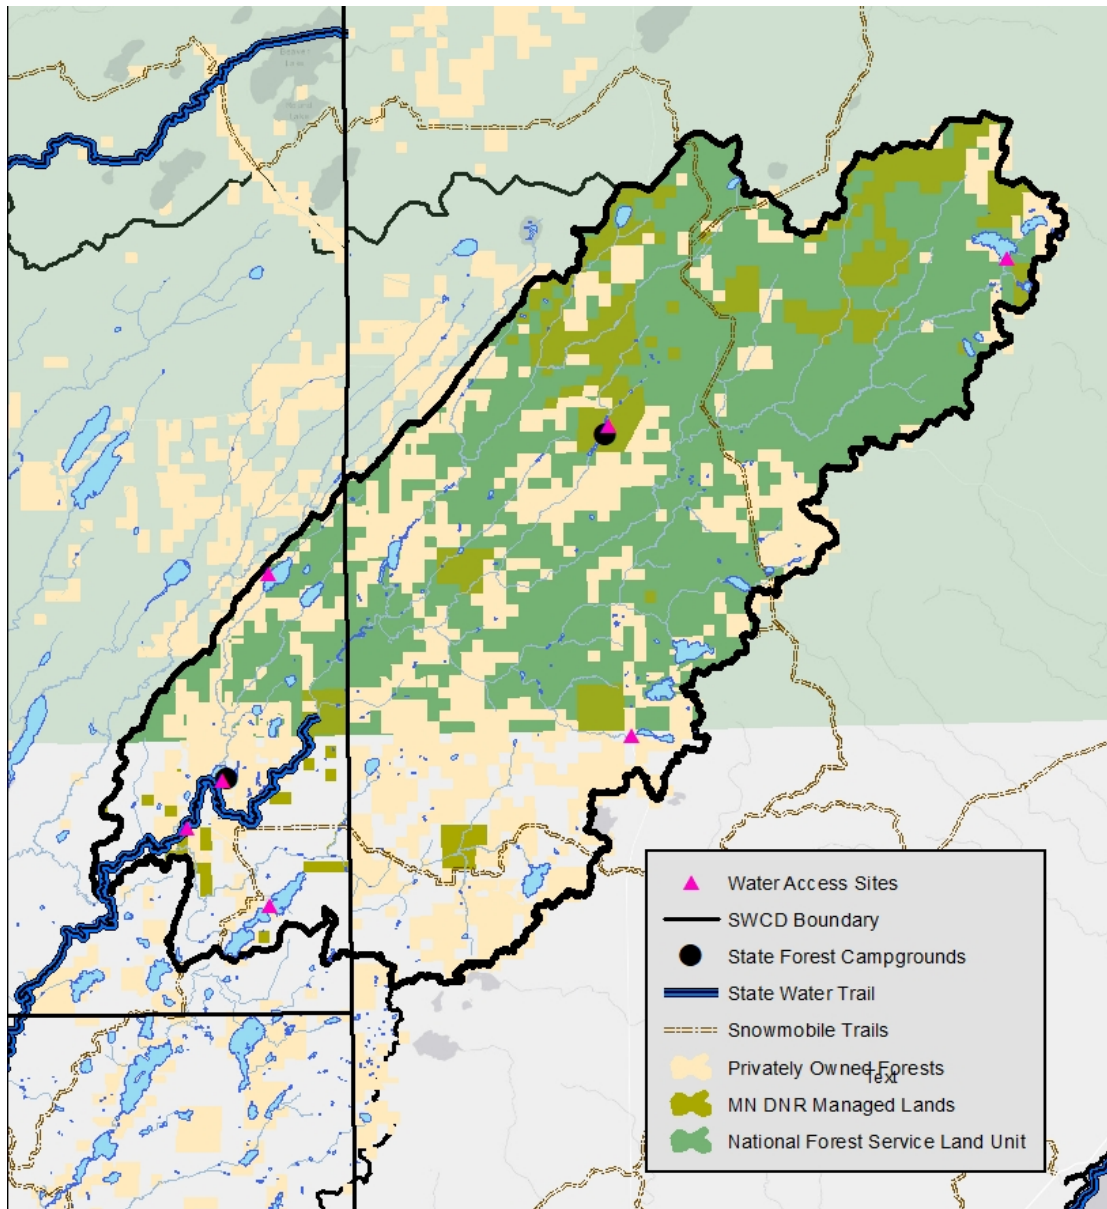 Water Access Sites
SWCD Boundary
State Forest Campgrounds
State Water Trail
Snowmobile Trails
Privately Owned Forests
Text
MN DNR Managed Lands
National Forest Service Land Unit